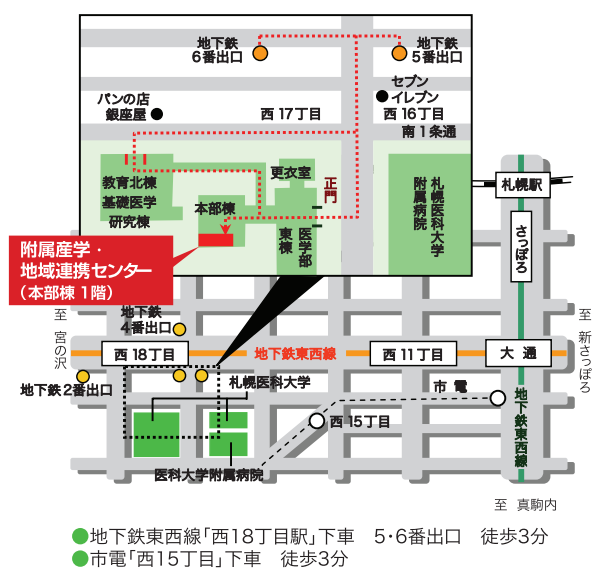 地下鉄
6番出口
地下鉄
5番出口
セブン
イレブン
パンの店
銀座屋
西17丁目
西16丁目
南1条通
教育北棟
基礎医学
研究棟
更衣室
正門
本部棟
医学部
東棟
札幌医科大学
附属病院
附属産学・
地域連携センター
(本部棟 1階)
札幌駅
さっぽろ
至 宮の沢
地下鉄
4番出口
西18丁目
地下鉄東西線
西11丁目
大通
至 新さっぽろ
地下鉄2番出口
札幌医科大学
市電
西15丁目
地下鉄東西線
医科大学附属病院
至 真駒内
●地下鉄東西線「西18丁目駅」下車 5・6番出口 徒歩3分
●市電「西15丁目」下車 徒歩3分